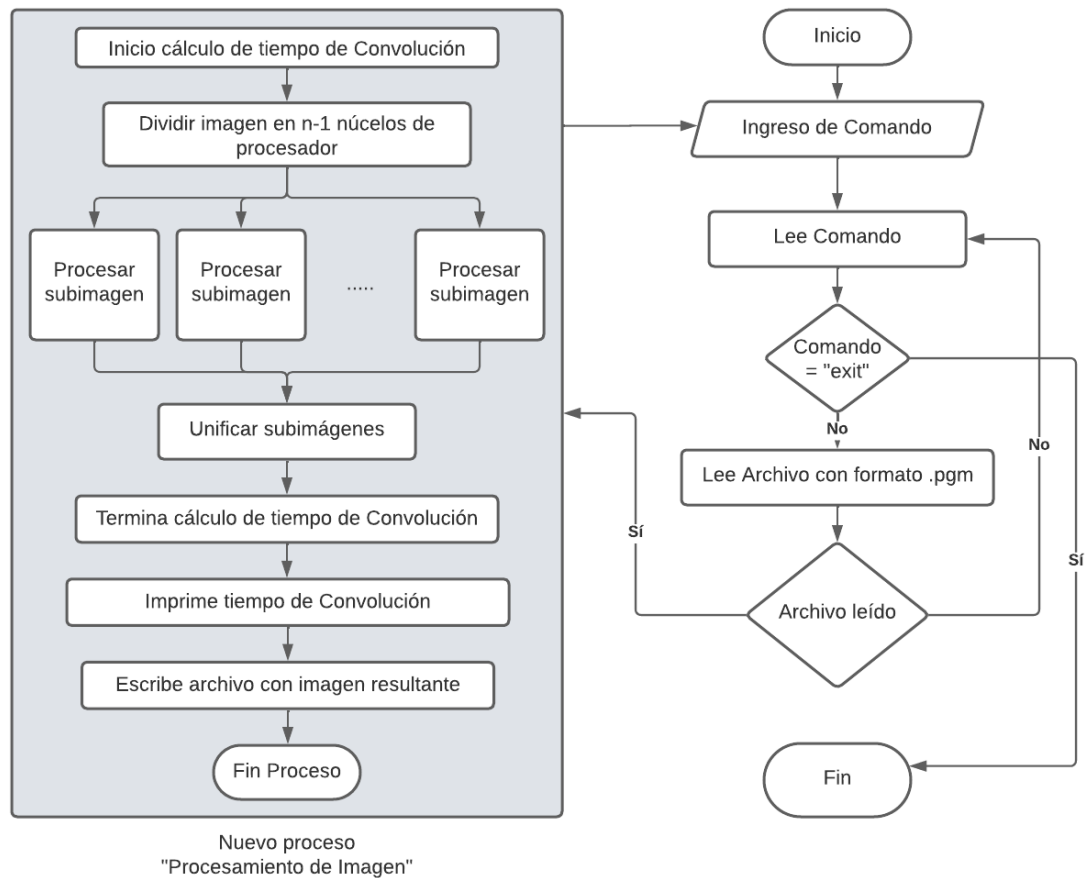 Inicio cálculo de tiempo de Convolución
Dividir imagen en n-1 núcelos de
procesador
Procesar
subimagen
Procesar
subimagen
.....
Procesar
subimagen
Unificar subimágenes
Termina cálculo de tiempo de Convolución
Imprime tiempo de Convolución
Escribe archivo con imagen resultante
Fin Proceso
Nuevo proceso
"Procesamiento de Imagen"
Inicio
Ingreso de Comando
Lee Comando
Comando
= "exit"
No
Lee Archivo con formato .pgm
No
Sí
Sí
Archivo leído
Fin